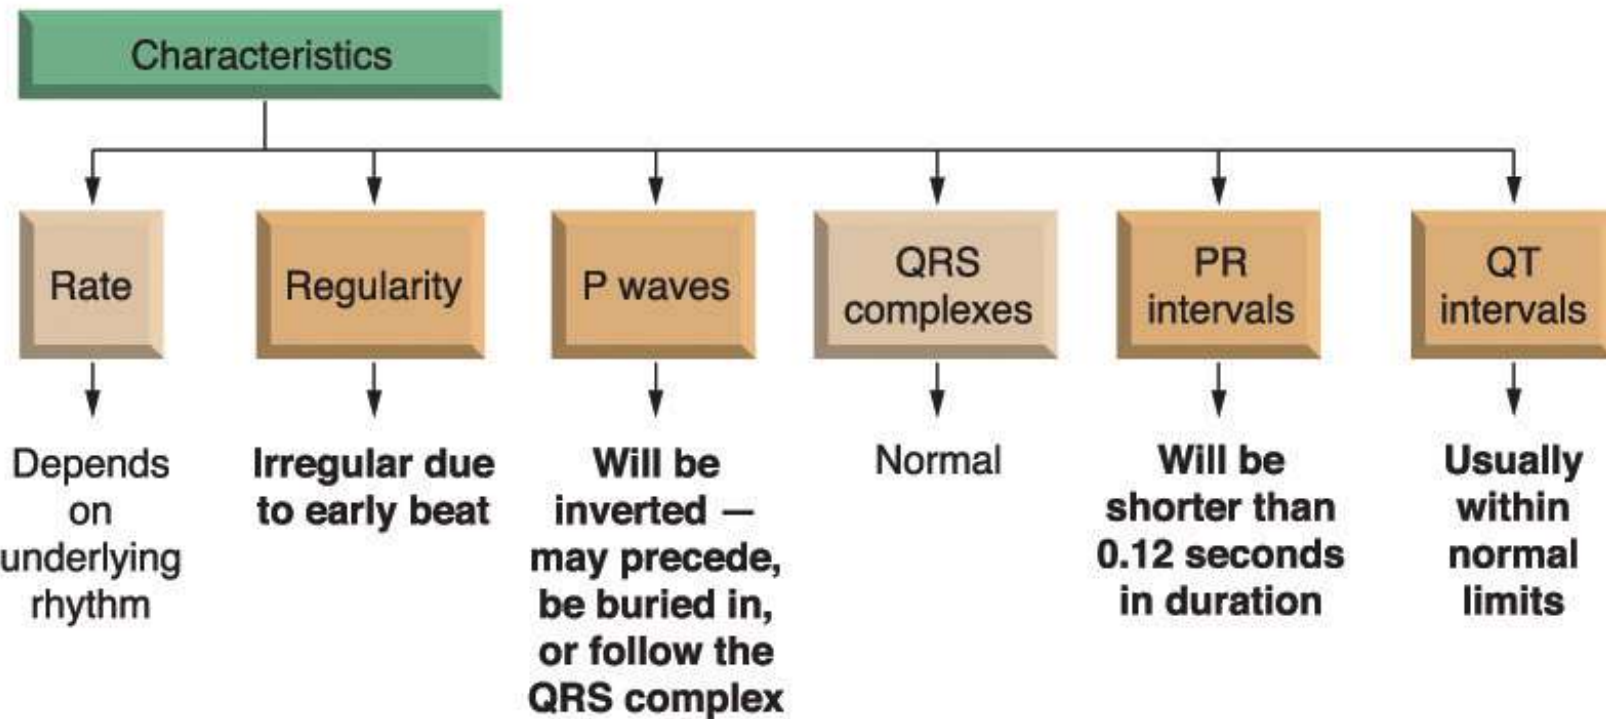 Characteristics
Rate
Regularity
P waves
QRS
complexes
PR
intervals
QT
intervals
Depends
on
underlying
rhythm
Irregular due
to early beat
Will be
inverted —
may precede,
be buried in,
or follow the
QRS complex
Normal
Will be
shorter than
0.12 seconds
in duration
Usually
within
normal
limits